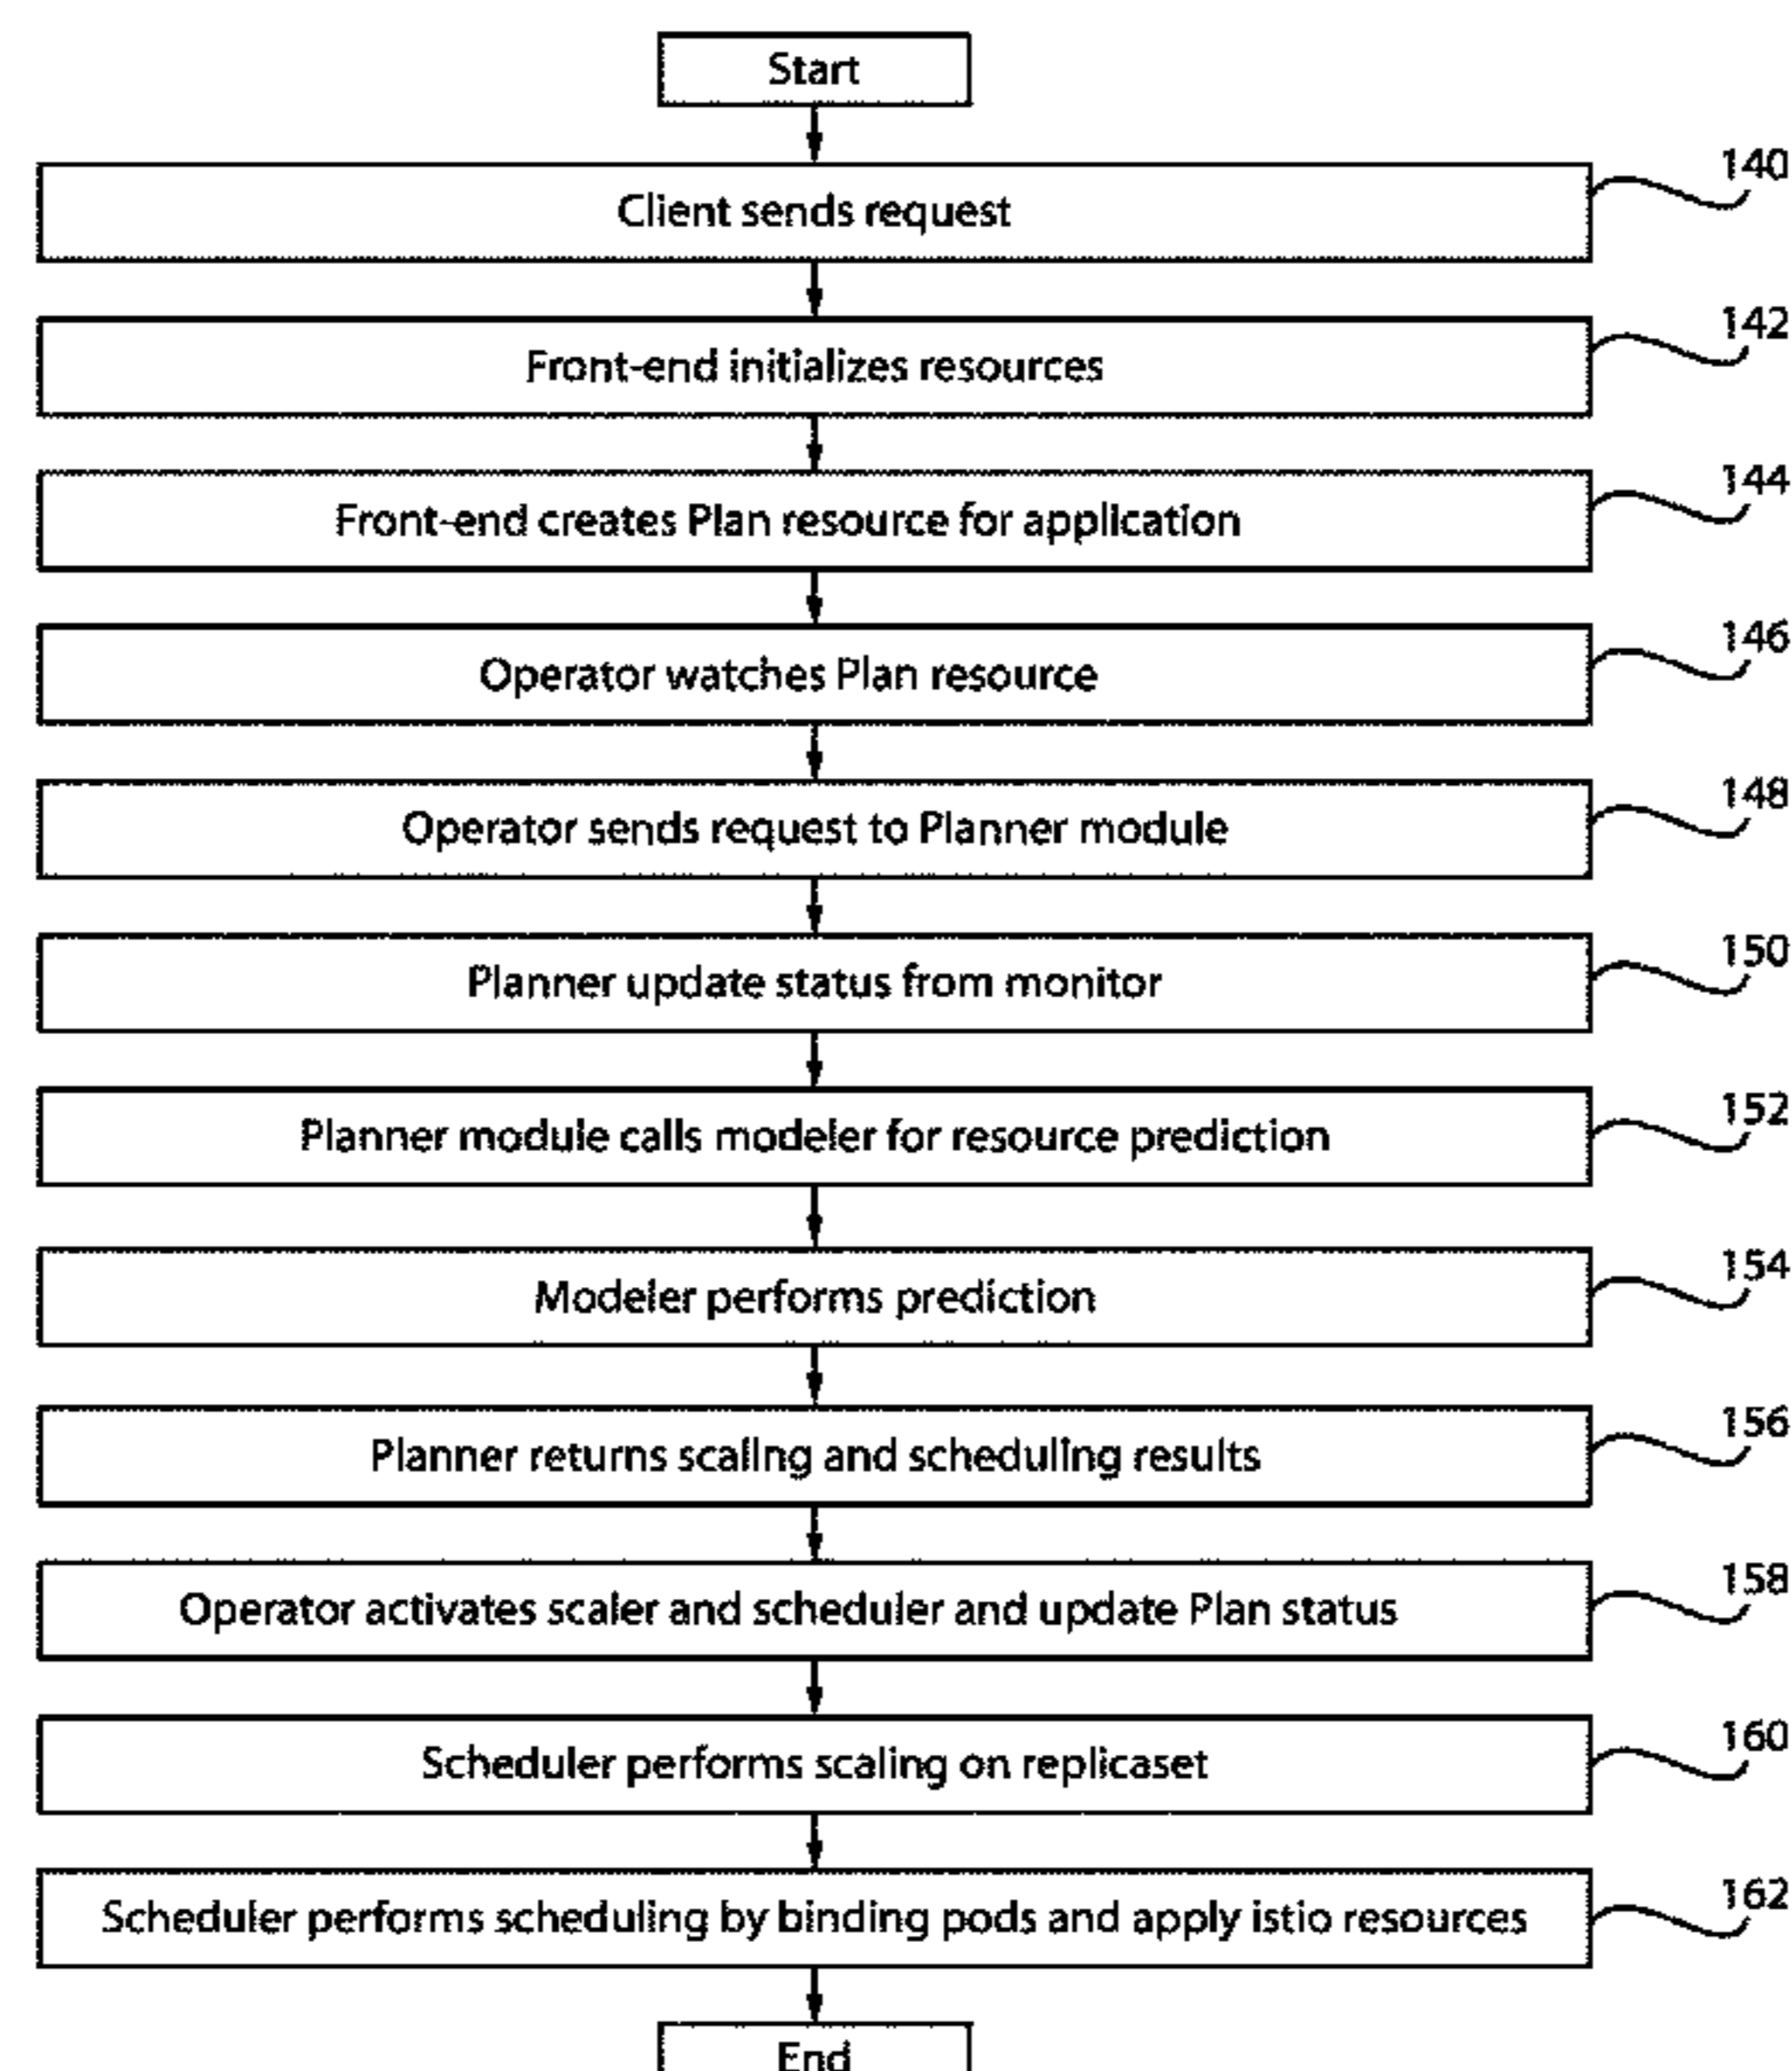 Start
140
Client sends request
142
Front-end initializes resources
144
Front-end creates Plan resource for application
146
Operator watches Plan resource
148
Operator sends request to Planner module
150
Planner update status from monitor
152
Planner module calls modeler for resource prediction
154
Modeler performs prediction
156
Planner returns scaling and scheduling results
158
Operator activates scaler and scheduler and update Plan status
160
Scheduler performs scaling on replicaset
162
Scheduler performs scheduling by binding pods and apply istio resources
End